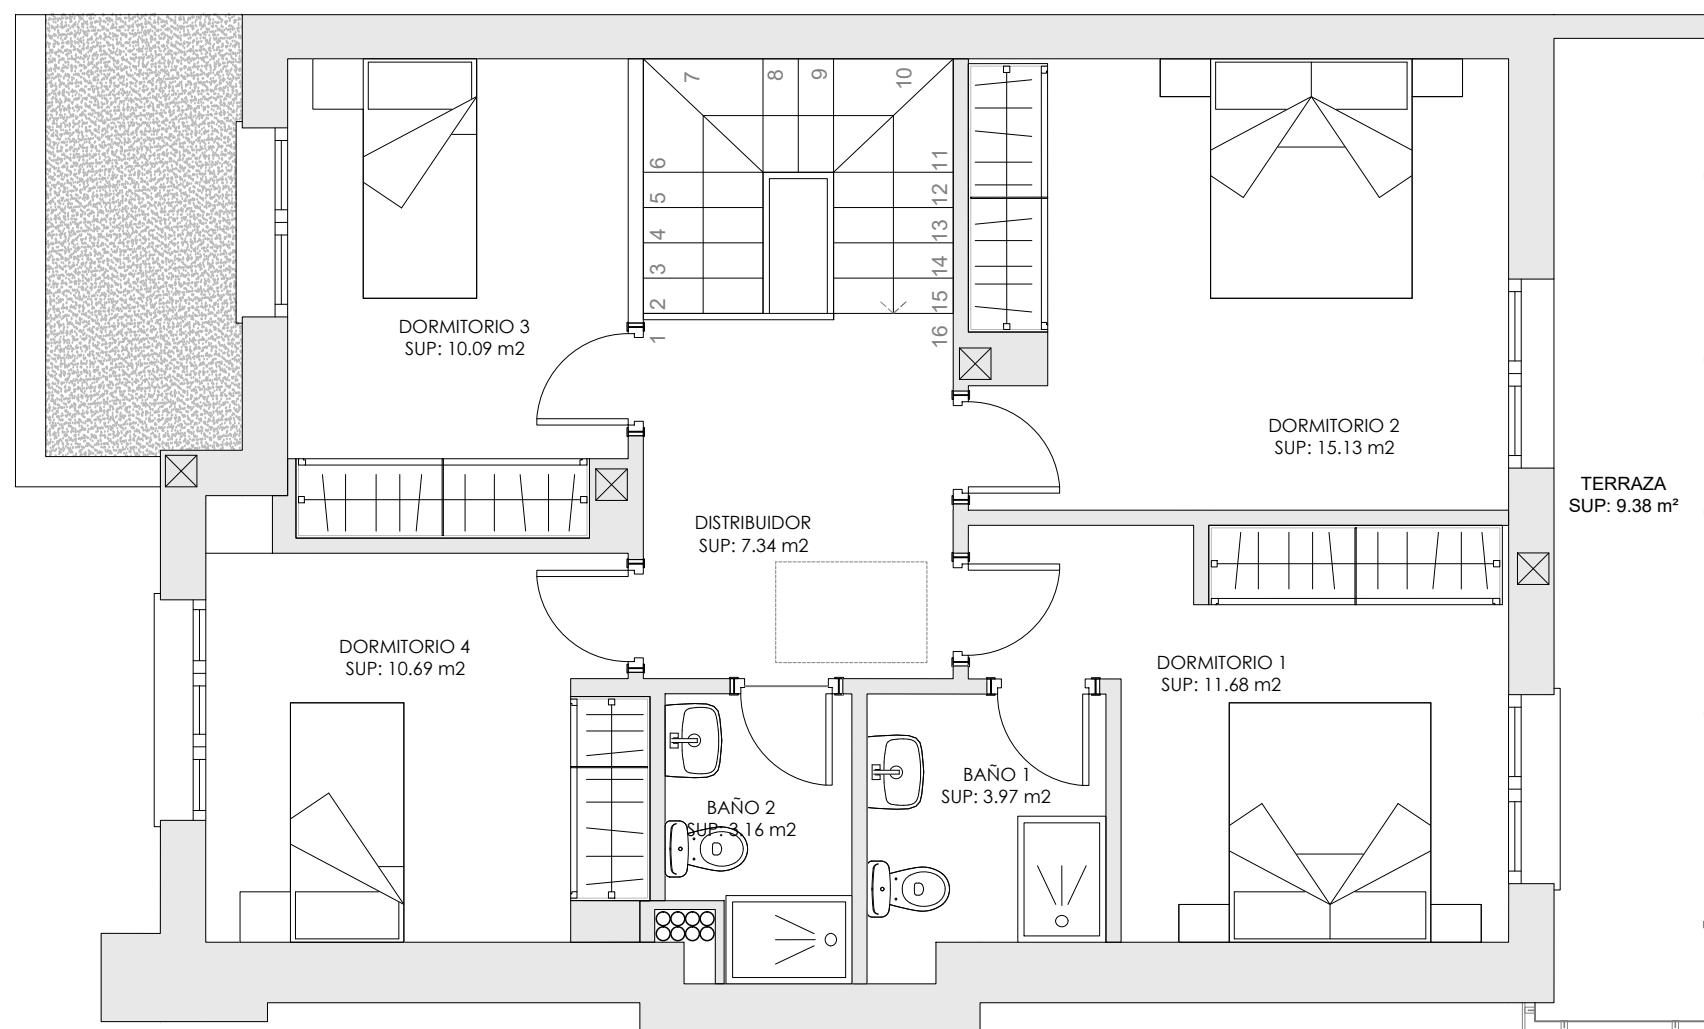 7
8
9
10
6
5
4
3
2
1
11
12
13
14
15
16
DORMITORIO 3
SUP: 10.09 m2
DORMITORIO 2
SUP: 15.13 m2
TERRAZA
SUP: 9.38 m²
DISTRIBUIDOR
SUP: 7.34 m2
DORMITORIO 4
SUP: 10.69 m2
DORMITORIO 1
SUP: 11.68 m2
BAÑO 1
SUP: 3.97 m2
BAÑO 2
SUP: 3.16 m2